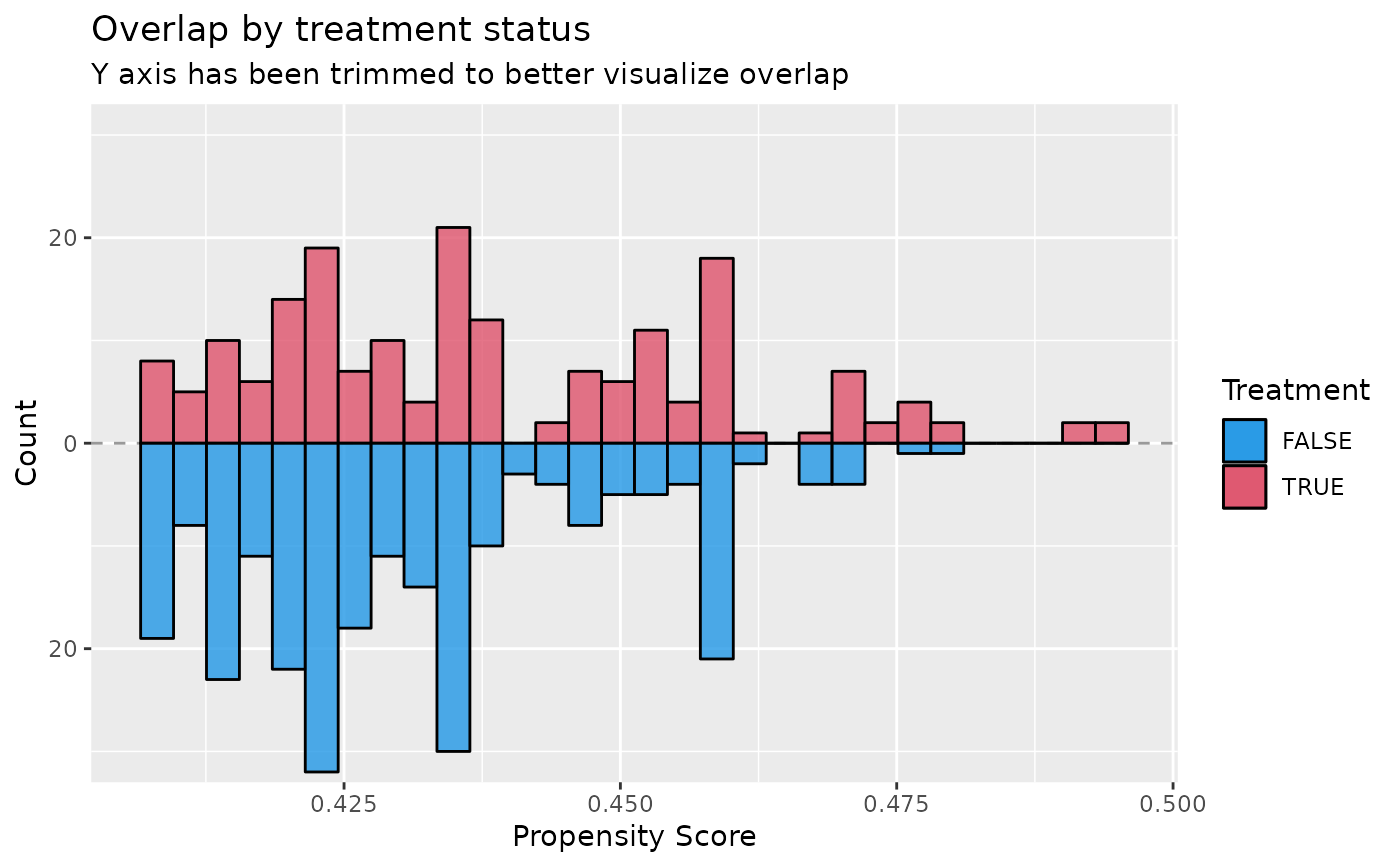 Overlap by treatment status
Y axis has been trimmed to better visualize overlap
20
0
20
Count
0.425 0.450 0.475 0.500
Propensity Score
Treatment
FALSE
TRUE